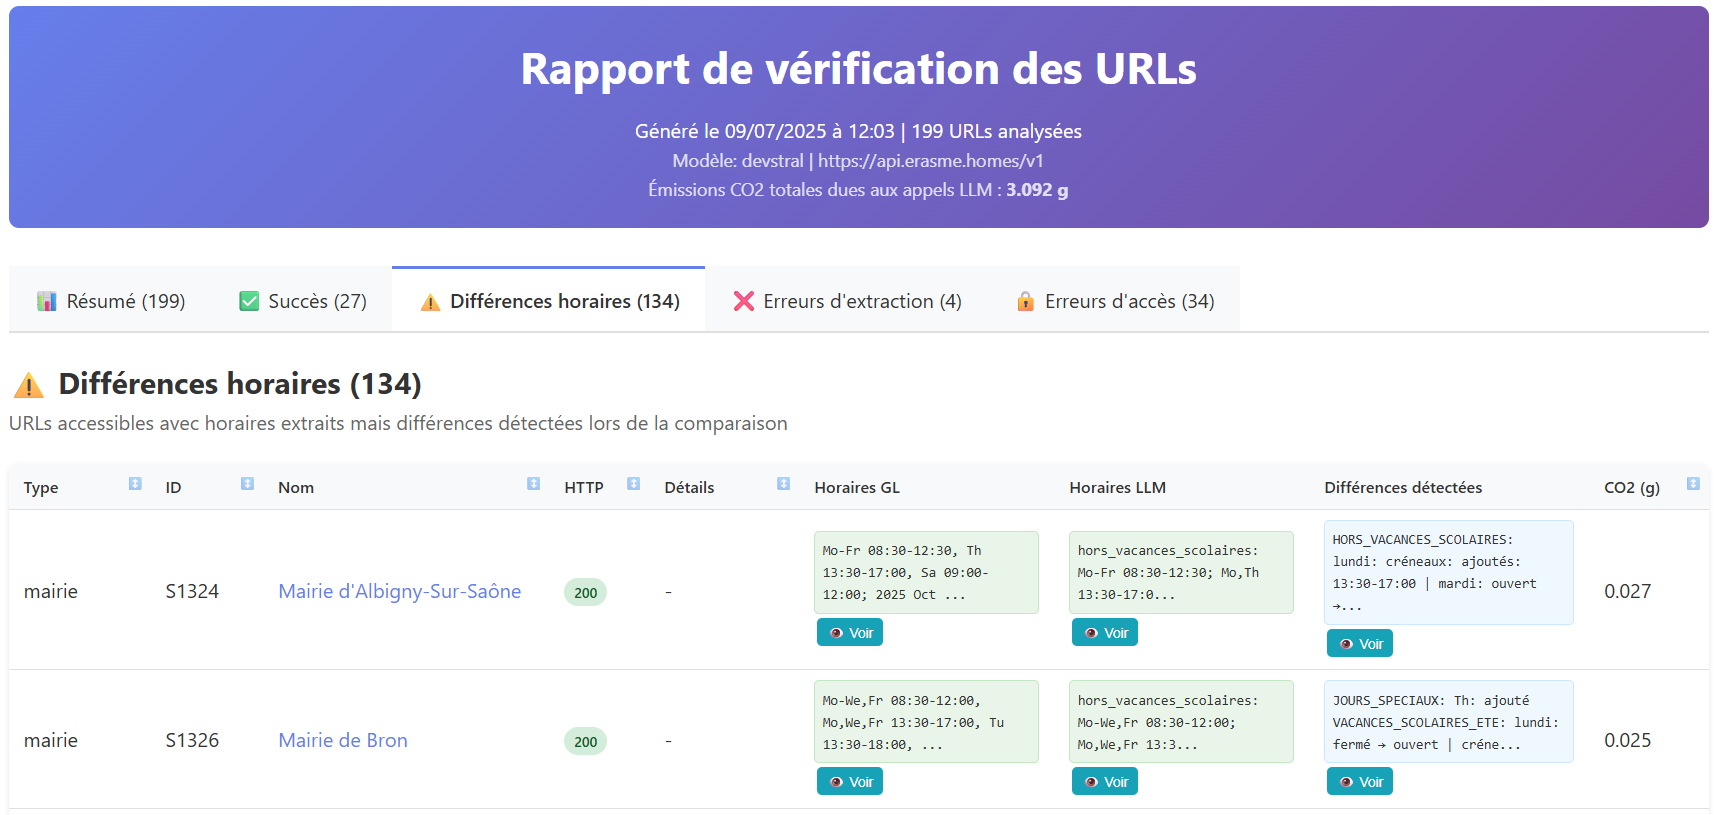 Rapport de vérification des URLs
Généré le 09/07/2025 à 12:03 | 199 URLs analysées
Modèle: devstral | https://api.erasme.homes/v1
Émissions CO2 totales dues aux appels LLM : 3.092 g
Résumé (199)
Succès (27)
Différences horaires (134)
Erreurs d'extraction (4)
Erreurs d'accès (34)
Différences horaires (134)
URLs accessibles avec horaires extraits mais différences détectées lors de la comparaison
Type
ID
Nom
HTTP
Détails
Horaires GL
Horaires LLM
Différences détectées
CO2 (g)
mairie
S1324
Mairie d'Albigny-Sur-Saône
200
-
Mo-Fr 08:30-12:30, Th
13:30-17:00, Sa 09:00-
12:00; 2025 Oct ...
Voir
hors_vacances_scolaires:
Mo-Fr 08:30-12:30; Mo,Th
13:30-17:0...
Voir
HORS_VACANCES_SCOLAIRES:
lundi: créneaux: ajoutés:
13:30-17:00 | mardi: ouvert
→...
Voir
0.027
mairie
S1326
Mairie de Bron
200
-
Mo-We,Fr 08:30-12:00,
Mo,We,Fr 13:30-17:00, Tu
13:30-18:00, ...
Voir
hors_vacances_scolaires:
Mo-We,Fr 08:30-12:00;
Mo,We,Fr 13:3...
Voir
JOURS_SPECIAUX: Th: ajouté
VACANCES_SCOLAIRES_ETE: lundi:
fermé → ouvert | créne...
Voir
0.025